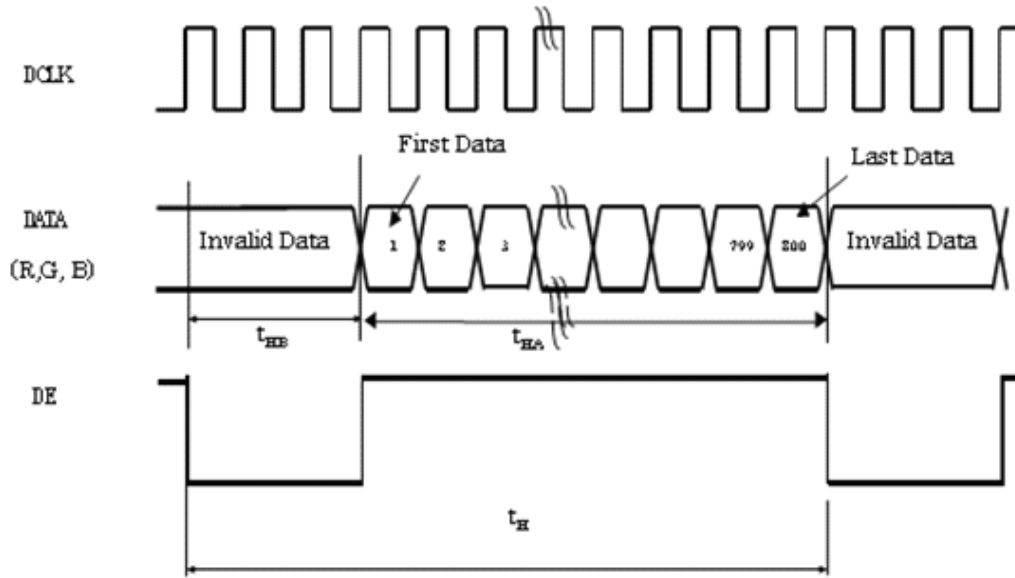 DCLK
First Data
Last Data
DATA
(R,G, B)
Invalid Data
1
2
3
799
800
Invalid Data
tHB
tHA
DE
tH